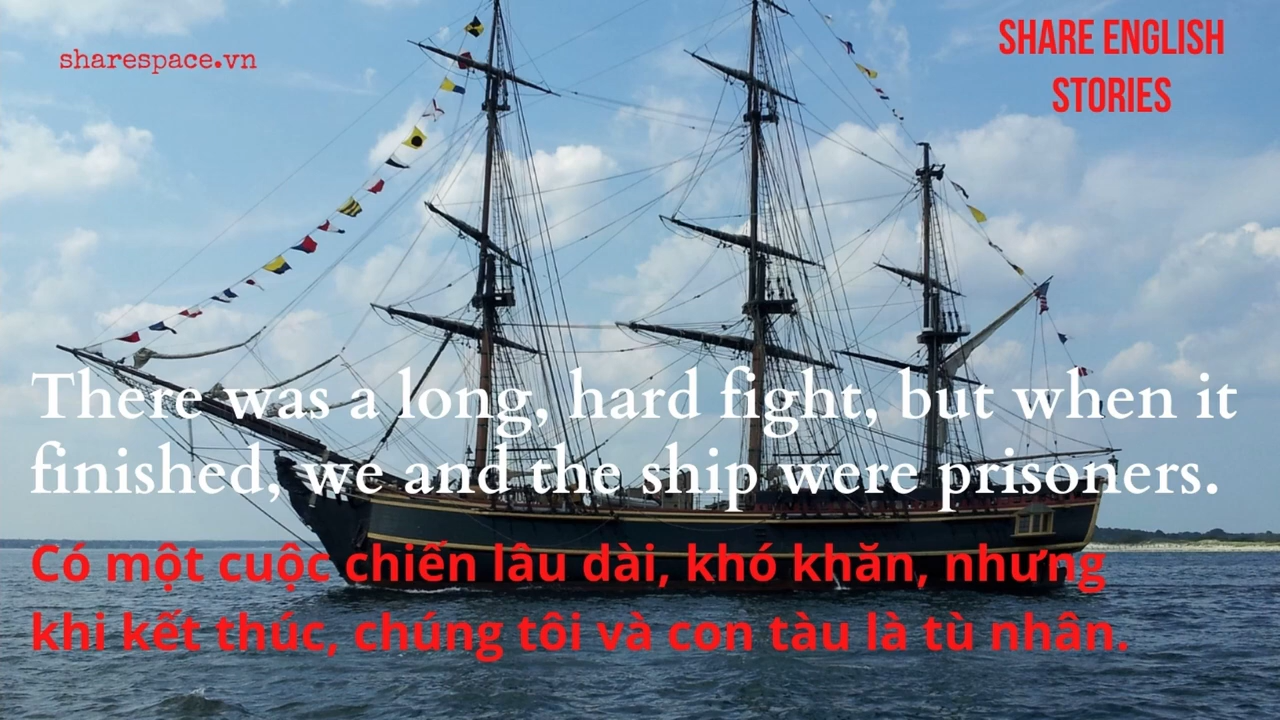 sharespace.vn
SHARE ENGLISH
STORIES
There was a long, hard fight, but when it
finished, we and the ship were prisoners.
Có một cuộc chiến lâu dài, khó khăn, nhưng
khi kết thúc, chúng tôi và con tàu là tù nhân.